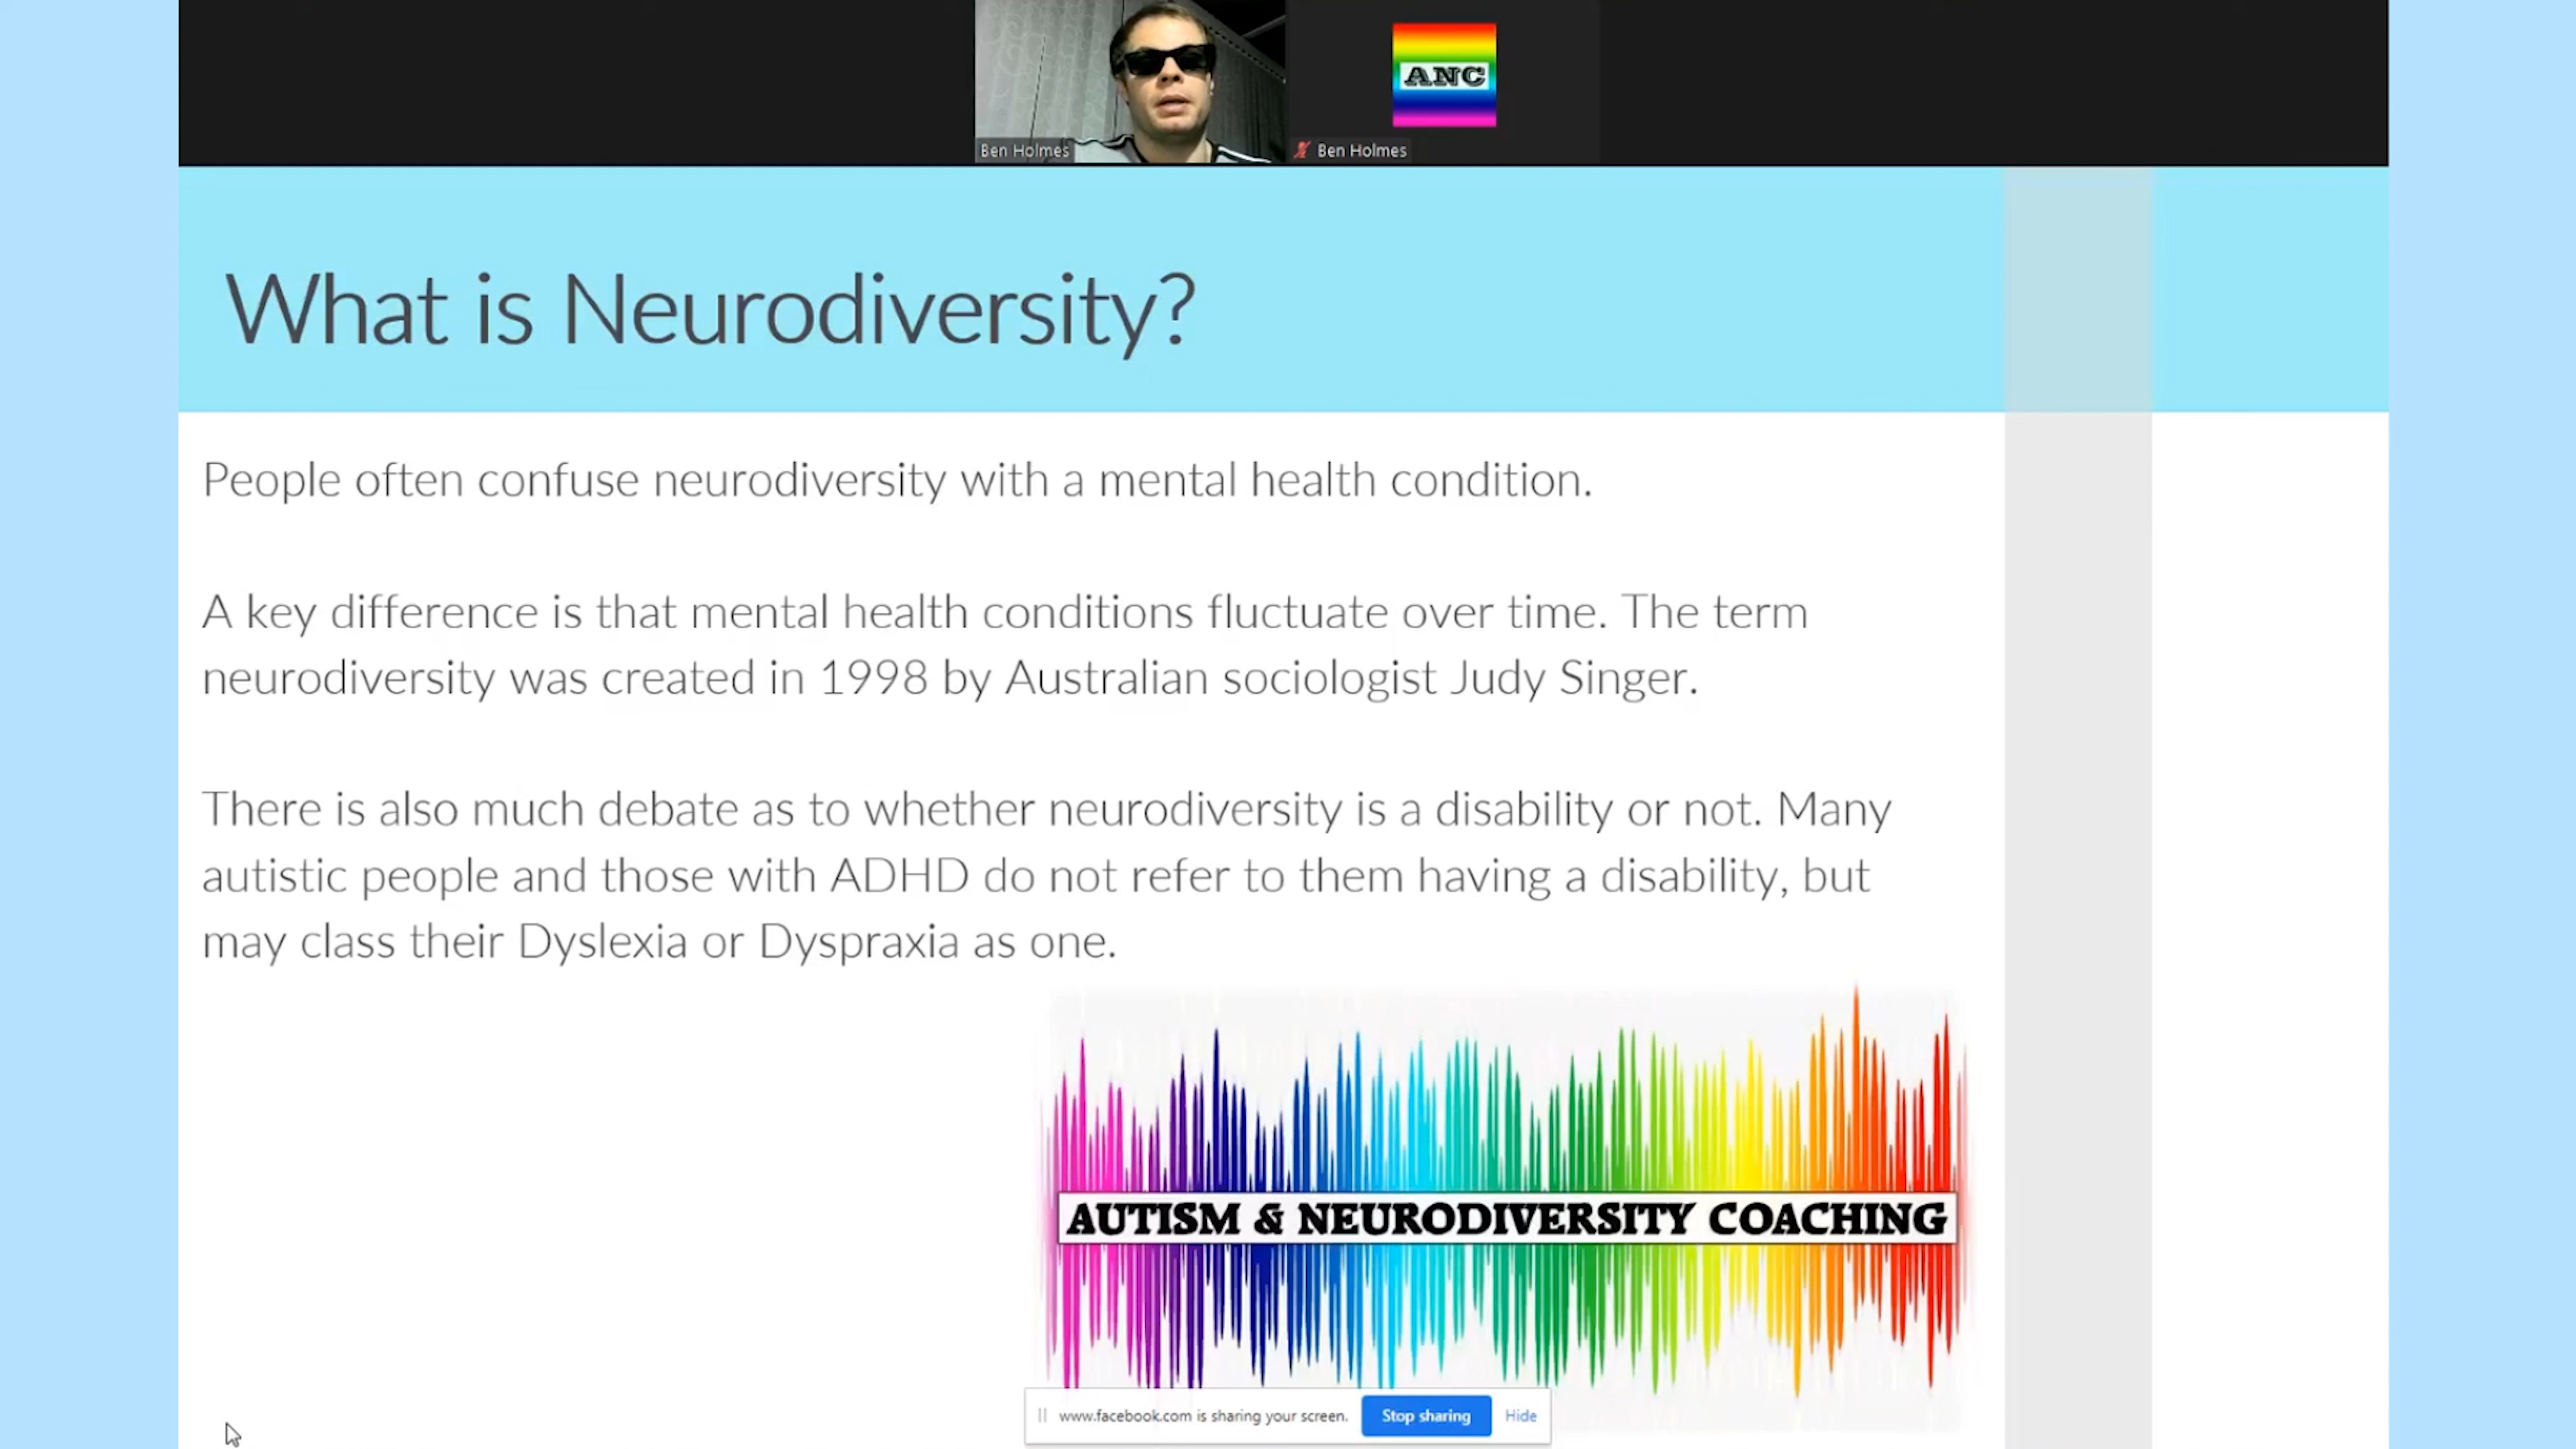 ANC
Ben Holmes
Ben Holmes
What is Neurodiversity?
People often confuse neurodiversity with a mental health condition.
A key difference is that mental health conditions fluctuate over time. The term
neurodiversity was created in 1998 by Australian sociologist Judy Singer.
There is also much debate as to whether neurodiversity is a disability or not. Many
autistic people and those with ADHD do not refer to them having a disability, but
may class their Dyslexia or Dyspraxia as one.
AUTISM & NEURODIVERSITY COACHING
www.facebook.com is sharing your screen. Stop sharing Hide